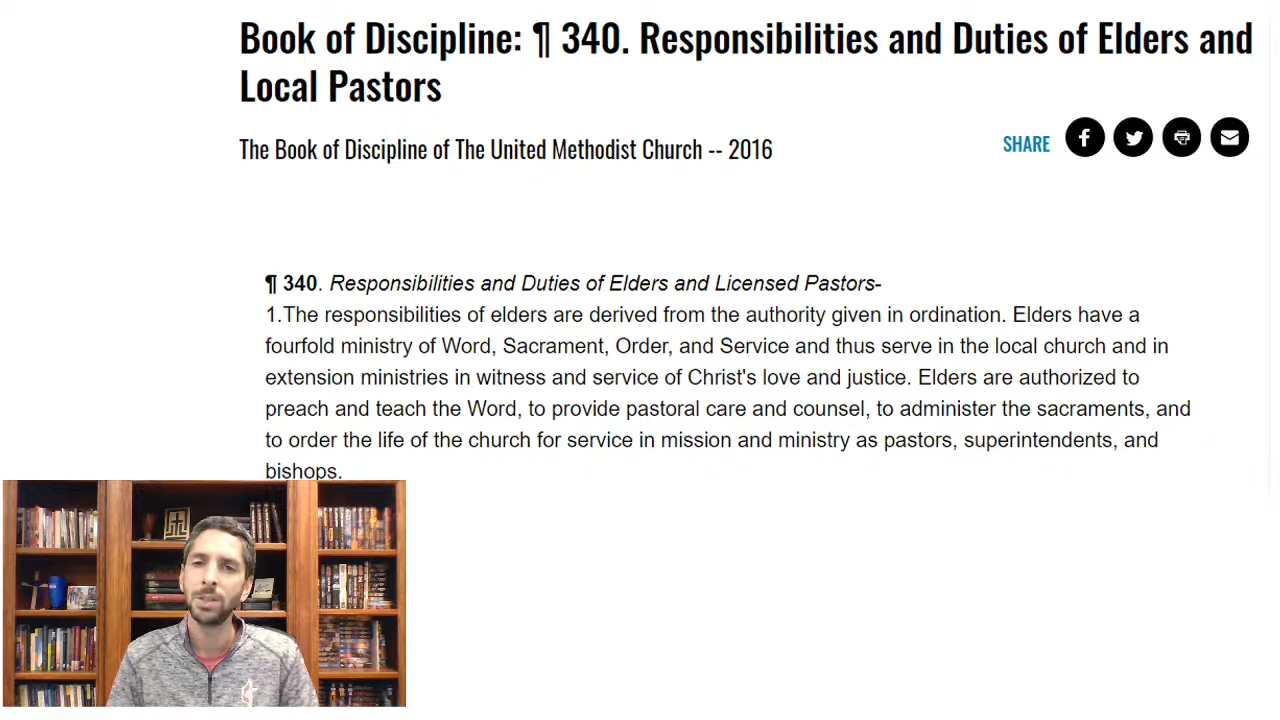 Book of Discipline: ¶ 340. Responsibilities and Duties of Elders and
Local Pastors
The Book of Discipline of The United Methodist Church -- 2016
SHARE
¶ 340. Responsibilities and Duties of Elders and Licensed Pastors-
1.The responsibilities of elders are derived from the authority given in ordination. Elders have a
fourfold ministry of Word, Sacrament, Order, and Service and thus serve in the local church and in
extension ministries in witness and service of Christ's love and justice. Elders are authorized to
preach and teach the Word, to provide pastoral care and counsel, to administer the sacraments, and
to order the life of the church for service in mission and ministry as pastors, superintendents, and
bishops.